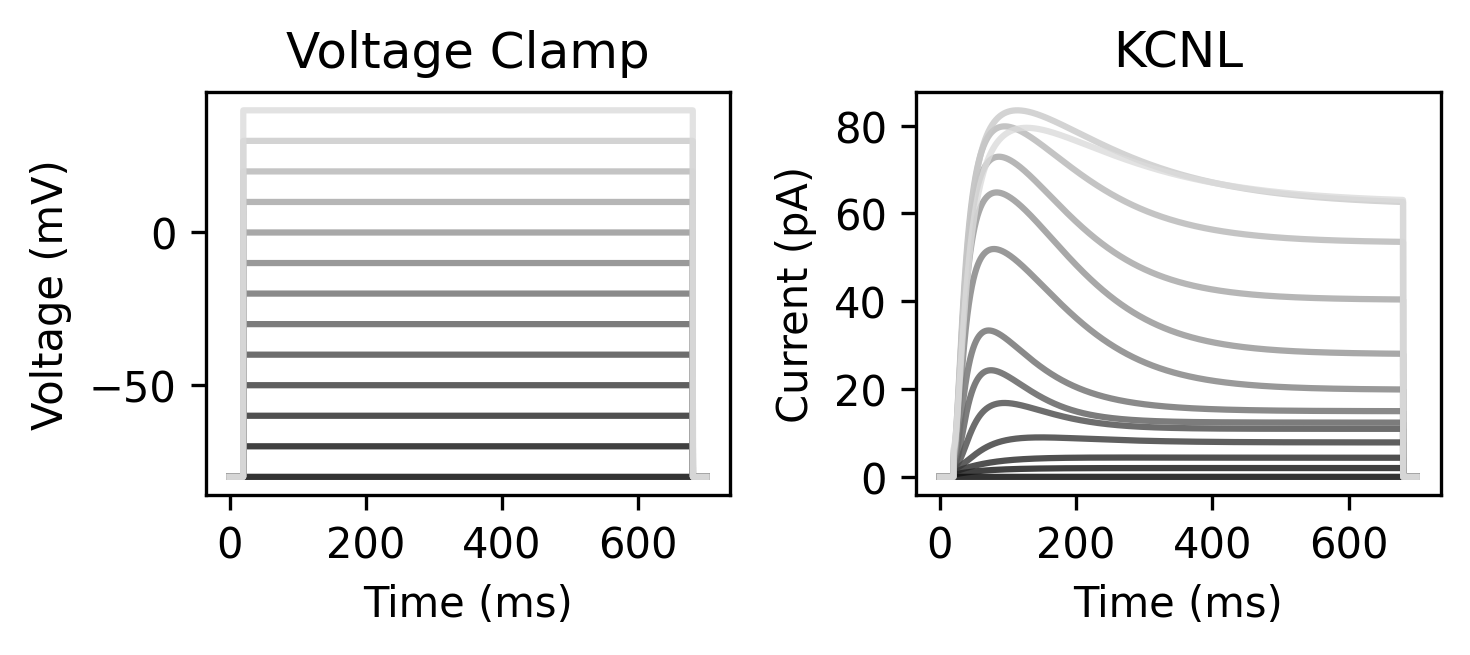 Voltage Clamp
Voltage (mV)
0
−50
0 200 400 600
Time (ms)
KCNL
Current (pA)
80
60
40
20
0
0 200 400 600
Time (ms)